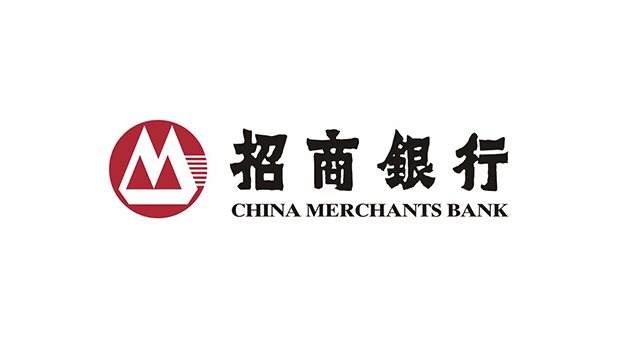 招商銀行
CHINA MERCHANTS BANK